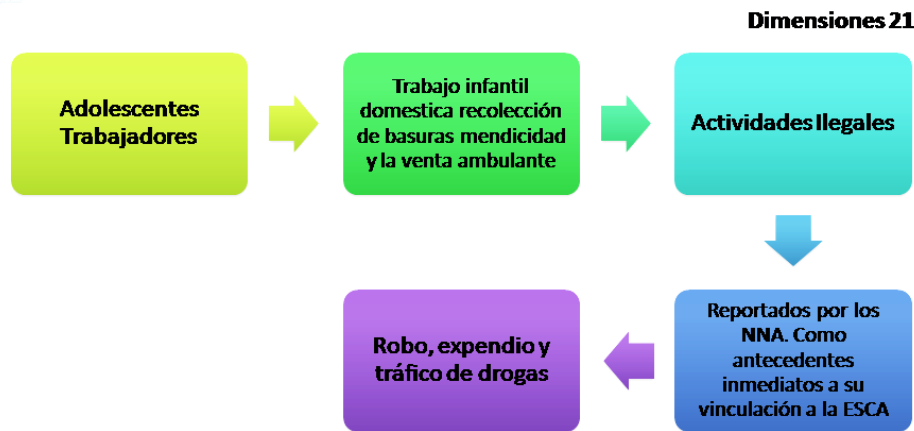 Dimensiones 21
Adolescentes
Trabajadores
Trabajo infantil
domestica recolección
de basuras mendicidad
y la venta ambulante
Actividades Ilegales
Reportados por los
NNA. Como
antecedentes
inmediatos a su
vinculación a la ESCA
Robo, expendio y
tráfico de drogas